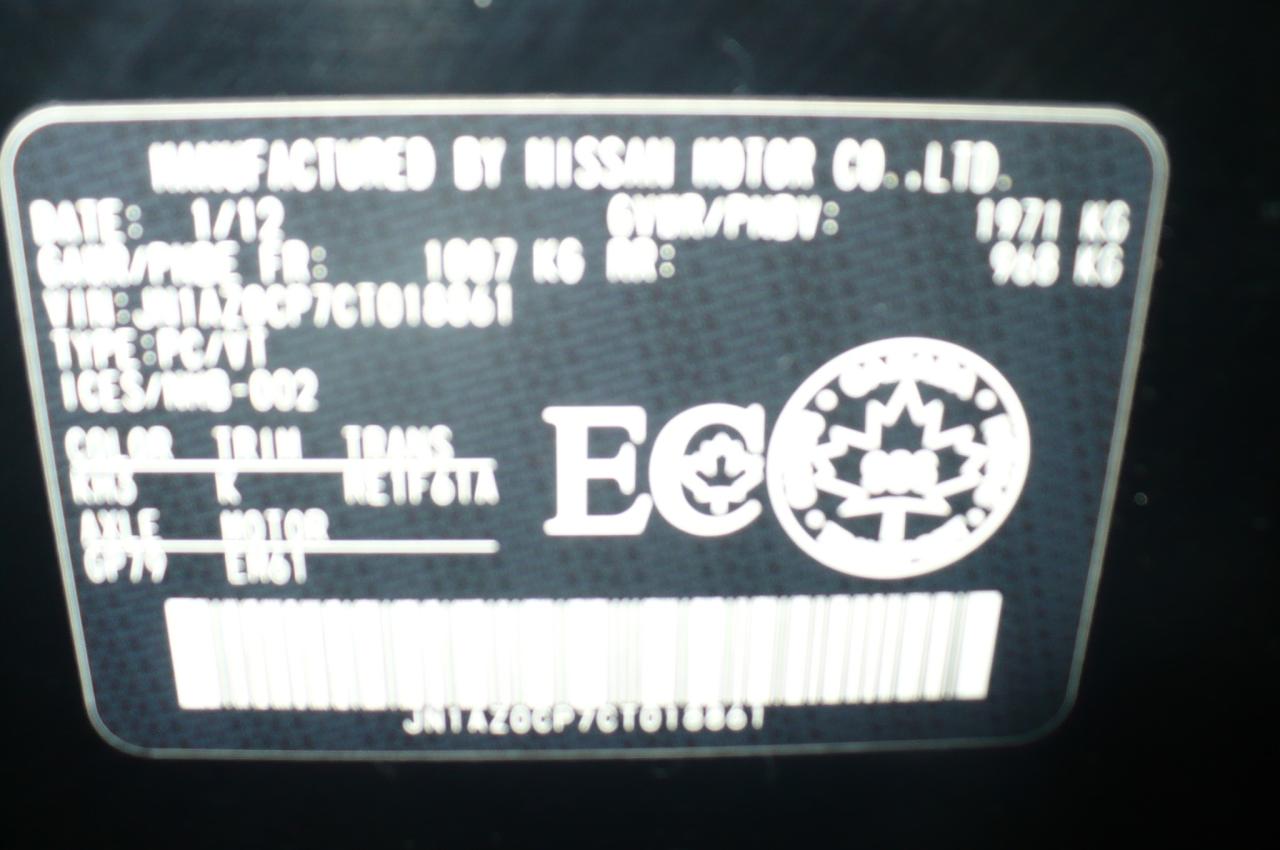 MANUFACTURED BY NISSAN MOTOR CO.,LTD.
DATE: 1/12 GVWR/PNBV: 1971 KG
GAWR/PNBE FR: 1007 KG RR: 968 KG
VIN:JN1AZ0CP7CT018861
TYPE:PC/VT
ICES/NMB-002
COLOR TRIM TRANS
K RE1F61A
AXLE MOTOR
GP79 EM61
EC
JN1AZ0CP7CT018861